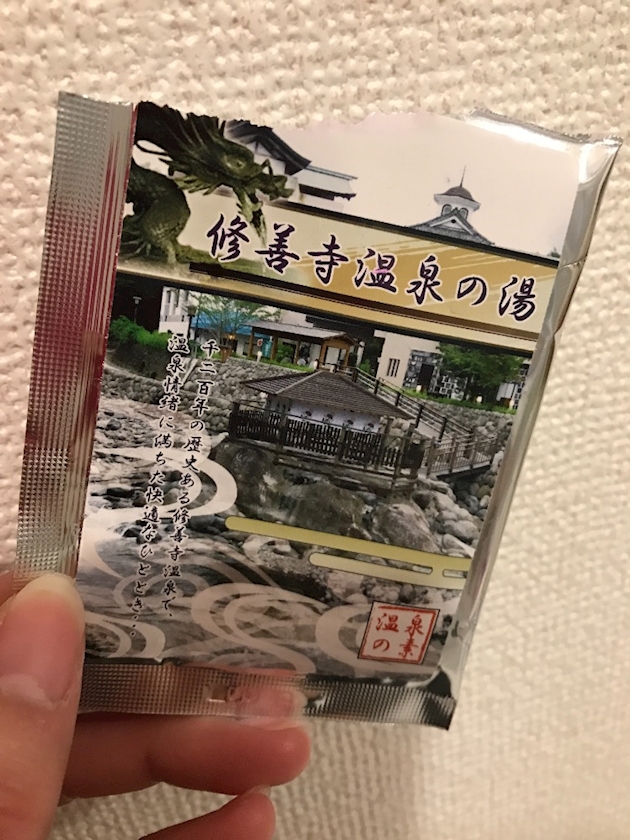 修善寺温泉の湯
千二百年の歴史ある修善寺温泉で、
温泉情緒に満ちた快適なひととき・・
温泉
の素